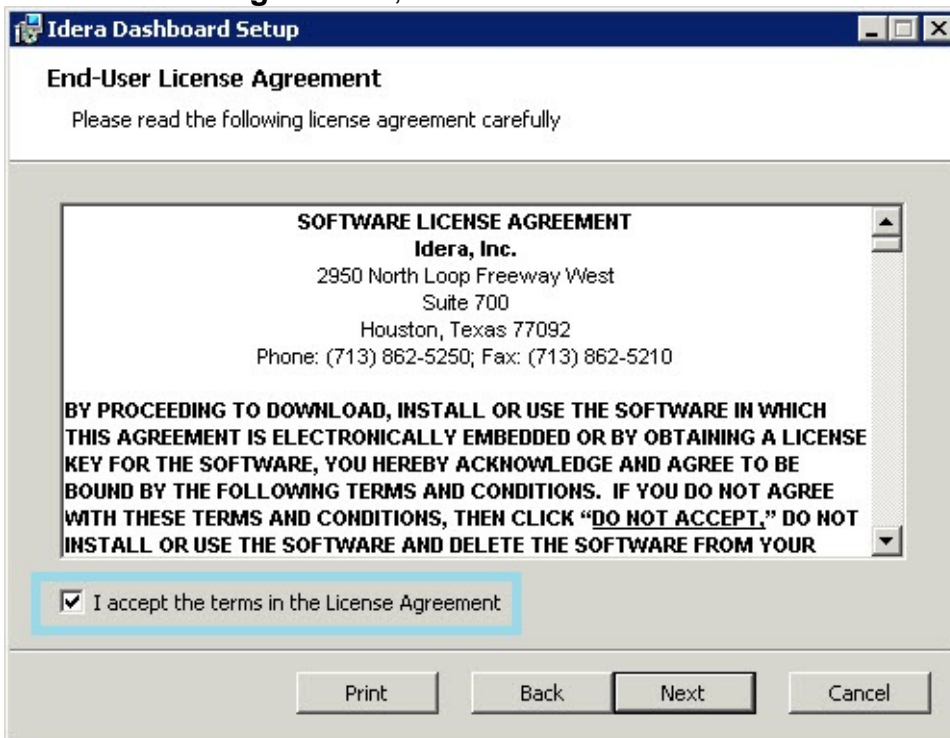 Idera Dashboard Setup
End-User License Agreement
Please read the following license agreement carefully
SOFTWARE LICENSE AGREEMENT
Idera, Inc.
2950 North Loop Freeway West
Suite 700
Houston, Texas 77092
Phone: (713) 862-5250; Fax: (713) 862-5210
BY PROCEEDING TO DOWNLOAD, INSTALL OR USE THE SOFTWARE IN WHICH
THIS AGREEMENT IS ELECTRONICALLY EMBEDDED OR BY OBTAINING A LICENSE
KEY FOR THE SOFTWARE, YOU HEREBY ACKNOWLEDGE AND AGREE TO BE
BOUND BY THE FOLLOWING TERMS AND CONDITIONS.  IF YOU DO NOT AGREE
WITH THESE TERMS AND CONDITIONS, THEN CLICK “DO NOT ACCEPT,” DO NOT
INSTALL OR USE THE SOFTWARE AND DELETE THE SOFTWARE FROM YOUR
I accept the terms in the License Agreement
Print Back Next Cancel